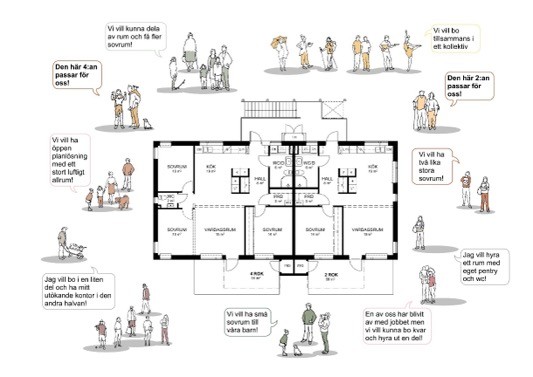 Vi vill kunna dela
av rum och få fler
sovrum!
Vi vill bo
tillsammans i
ett kollektiv
Den här 4:an
passar för
oss!
Den här 2:an
passar för
oss!
Vi vill ha
öppen
planlösning
med ett
stort luftigt
allrum!
Vi vill ha
två lika
stora
sovrum!
SOVRUM
KÖK
WC/D
WC/D
KÖK
HALL
HALL
SOVRUM
VARDAGSRUM
SOVRUM
SOVRUM
VARDAGSRUM
4 ROK
2 ROK
Jag vill hyra
ett rum med
eget pentry
och wc!
Jag vill bo i en liten
del och ha mitt
utökande kontor i den
andra halvan!
Vi vill ha små
sovrum till
våra barn!
En av oss har blivit
av med jobbet men
vi vill kunna bo kvar
och hyra ut en del!